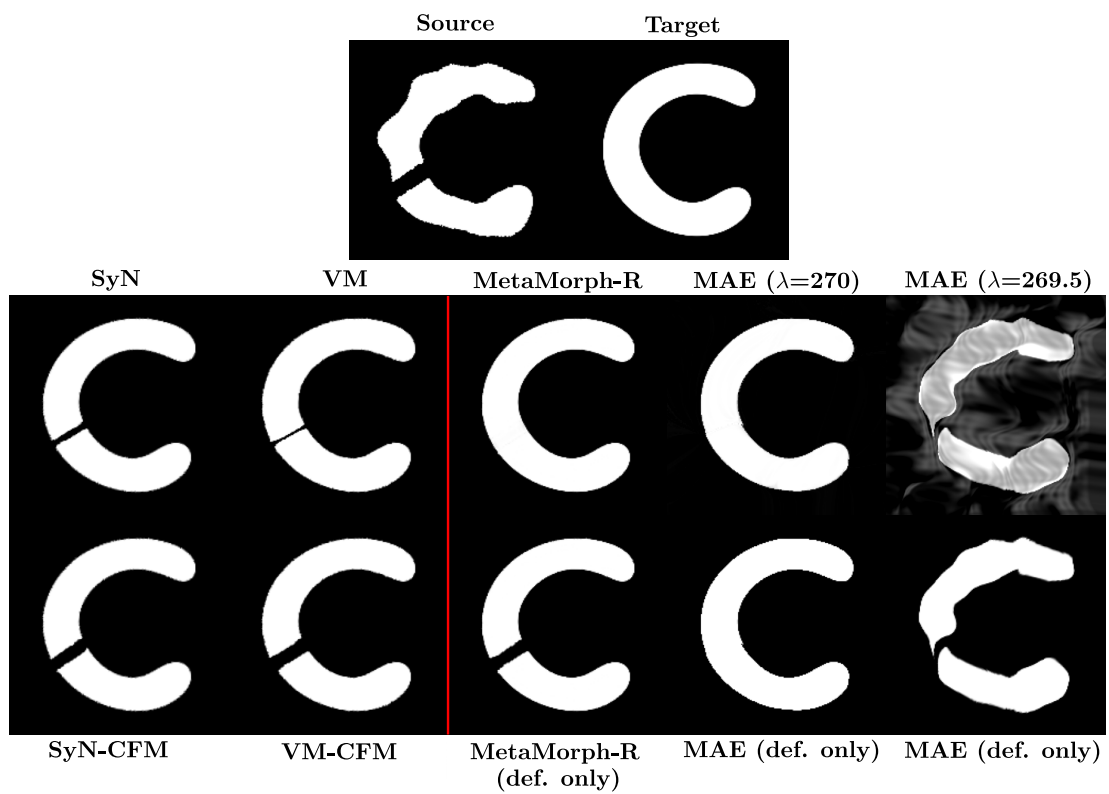 Source Target
SyN VM MetaMorph-R MAE (λ=270) MAE (λ=269.5)
SyN-CFM VM-CFM MetaMorph-R MAE (def. only) MAE (def. only)
(def. only)